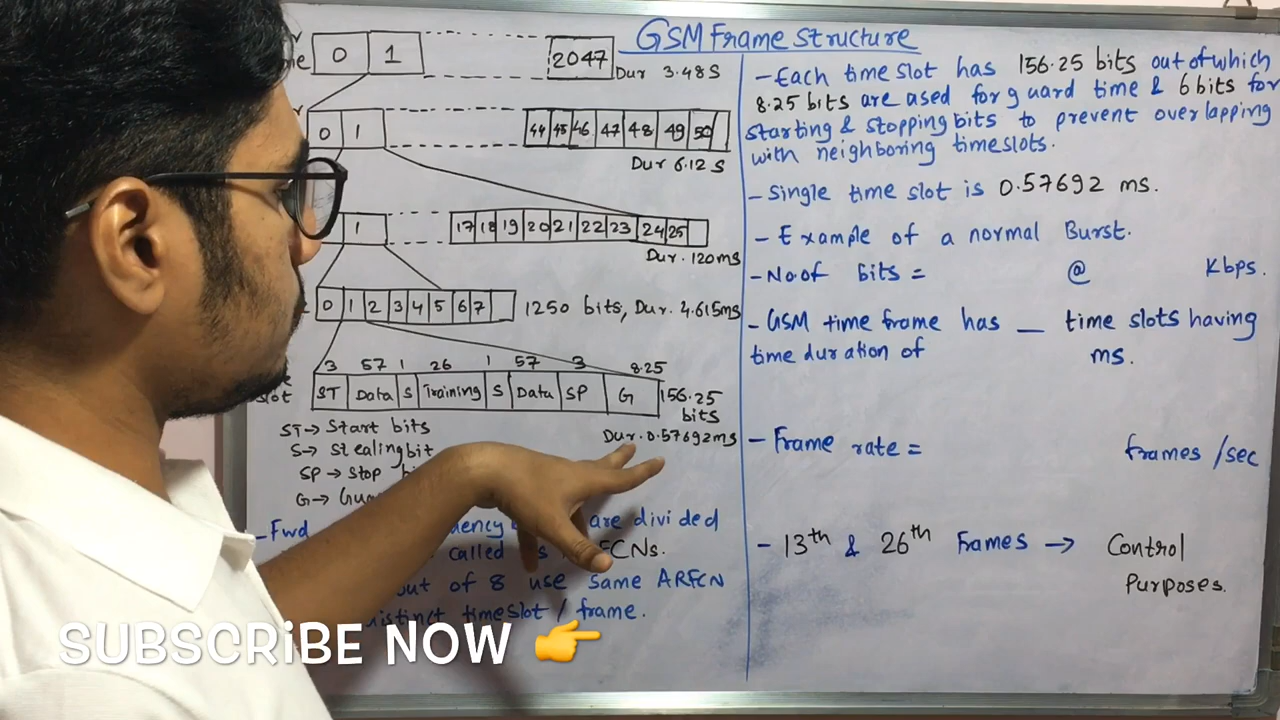 GSM Frame Structure
0 1 2047
Dur 3.48S
0 1 44 45 46 47 48 49 50
Dur 6.12 S
1 17 18 19 20 21 22 23 24 25
Dur. 120ms
0 1 2 3 4 5 6 7 1250 bits, Dur. 4.615ms
3 57 1 26 1 57 3 8.25
ST Data S Training S Data SP G 156.25
slot bits
Dur. 0.57692ms
ST→ Start bits
S→ Stealing bit
SP → Stop
G→
-Fwd are divided
called
out of 8 use same ARFCN
distinct timeslot / frame.
- Each time slot has 156.25 bits out of which
8.25 bits are ased for guard time & 6 bits for
starting & stopping bits to prevent overlapping
with neighboring timeslots.
- Single time slot is 0.57692 ms.
- Example of a normal Burst.
- No.of bits = @ Kbps.
- GSM time frame has _ time slots having
time duration of ms.
- Frame rate = frames /sec
- 13th & 26th Frames → Control
Purposes.
SUBSCRiBE NOW 👉